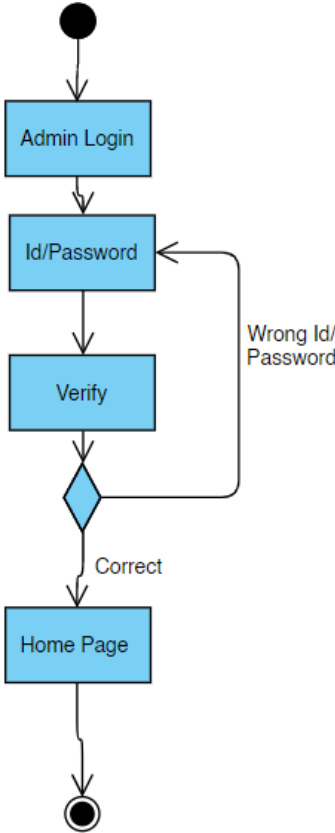 Admin Login
Id/Password
Wrong Id/
Password
Verify
Correct
Home Page